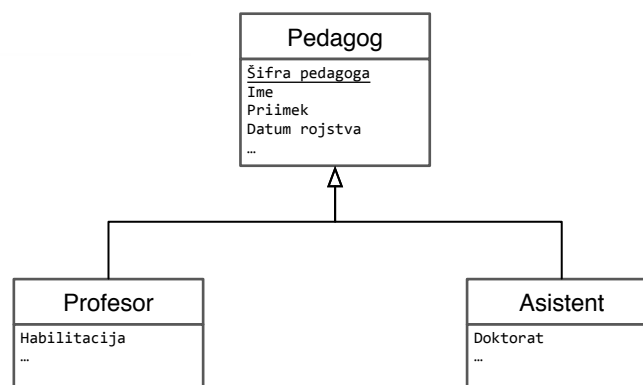 Pedagog
Šifra pedagoga
Ime
Priimek
Datum rojstva
…
Profesor
Habilitacija
…
Asistent
Doktorat
…